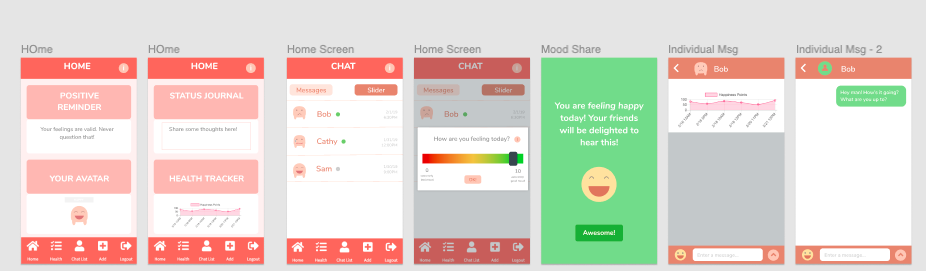 HOme
HOme
Home Screen
Home Screen
Mood Share
Individual Msg
Individual Msg - 2
HOME
POSITIVE
REMINDER
Your feelings are valid. Never
question that!
YOUR AVATAR
Home Health Chat List Add Logout
HOME
STATUS JOURNAL
Share some thoughts here!
HEALTH TRACKER
Happiness Points
Home Health Chat List Add Logout
CHAT
Messages Slider
Bob
Cathy
Sam
Home Health Chat List Add Logout
CHAT
Messages Slider
Bob
How are you feeling today?
0 10
Home Health Chat List Add Logout
You are feeling happy
today! Your friends
will be delighted to
hear this!
Awesome!
Bob
Happiness Points
100
50
0
Enter a message...
Bob
Hey man! How's it going?
What are you up to?
Enter a message...